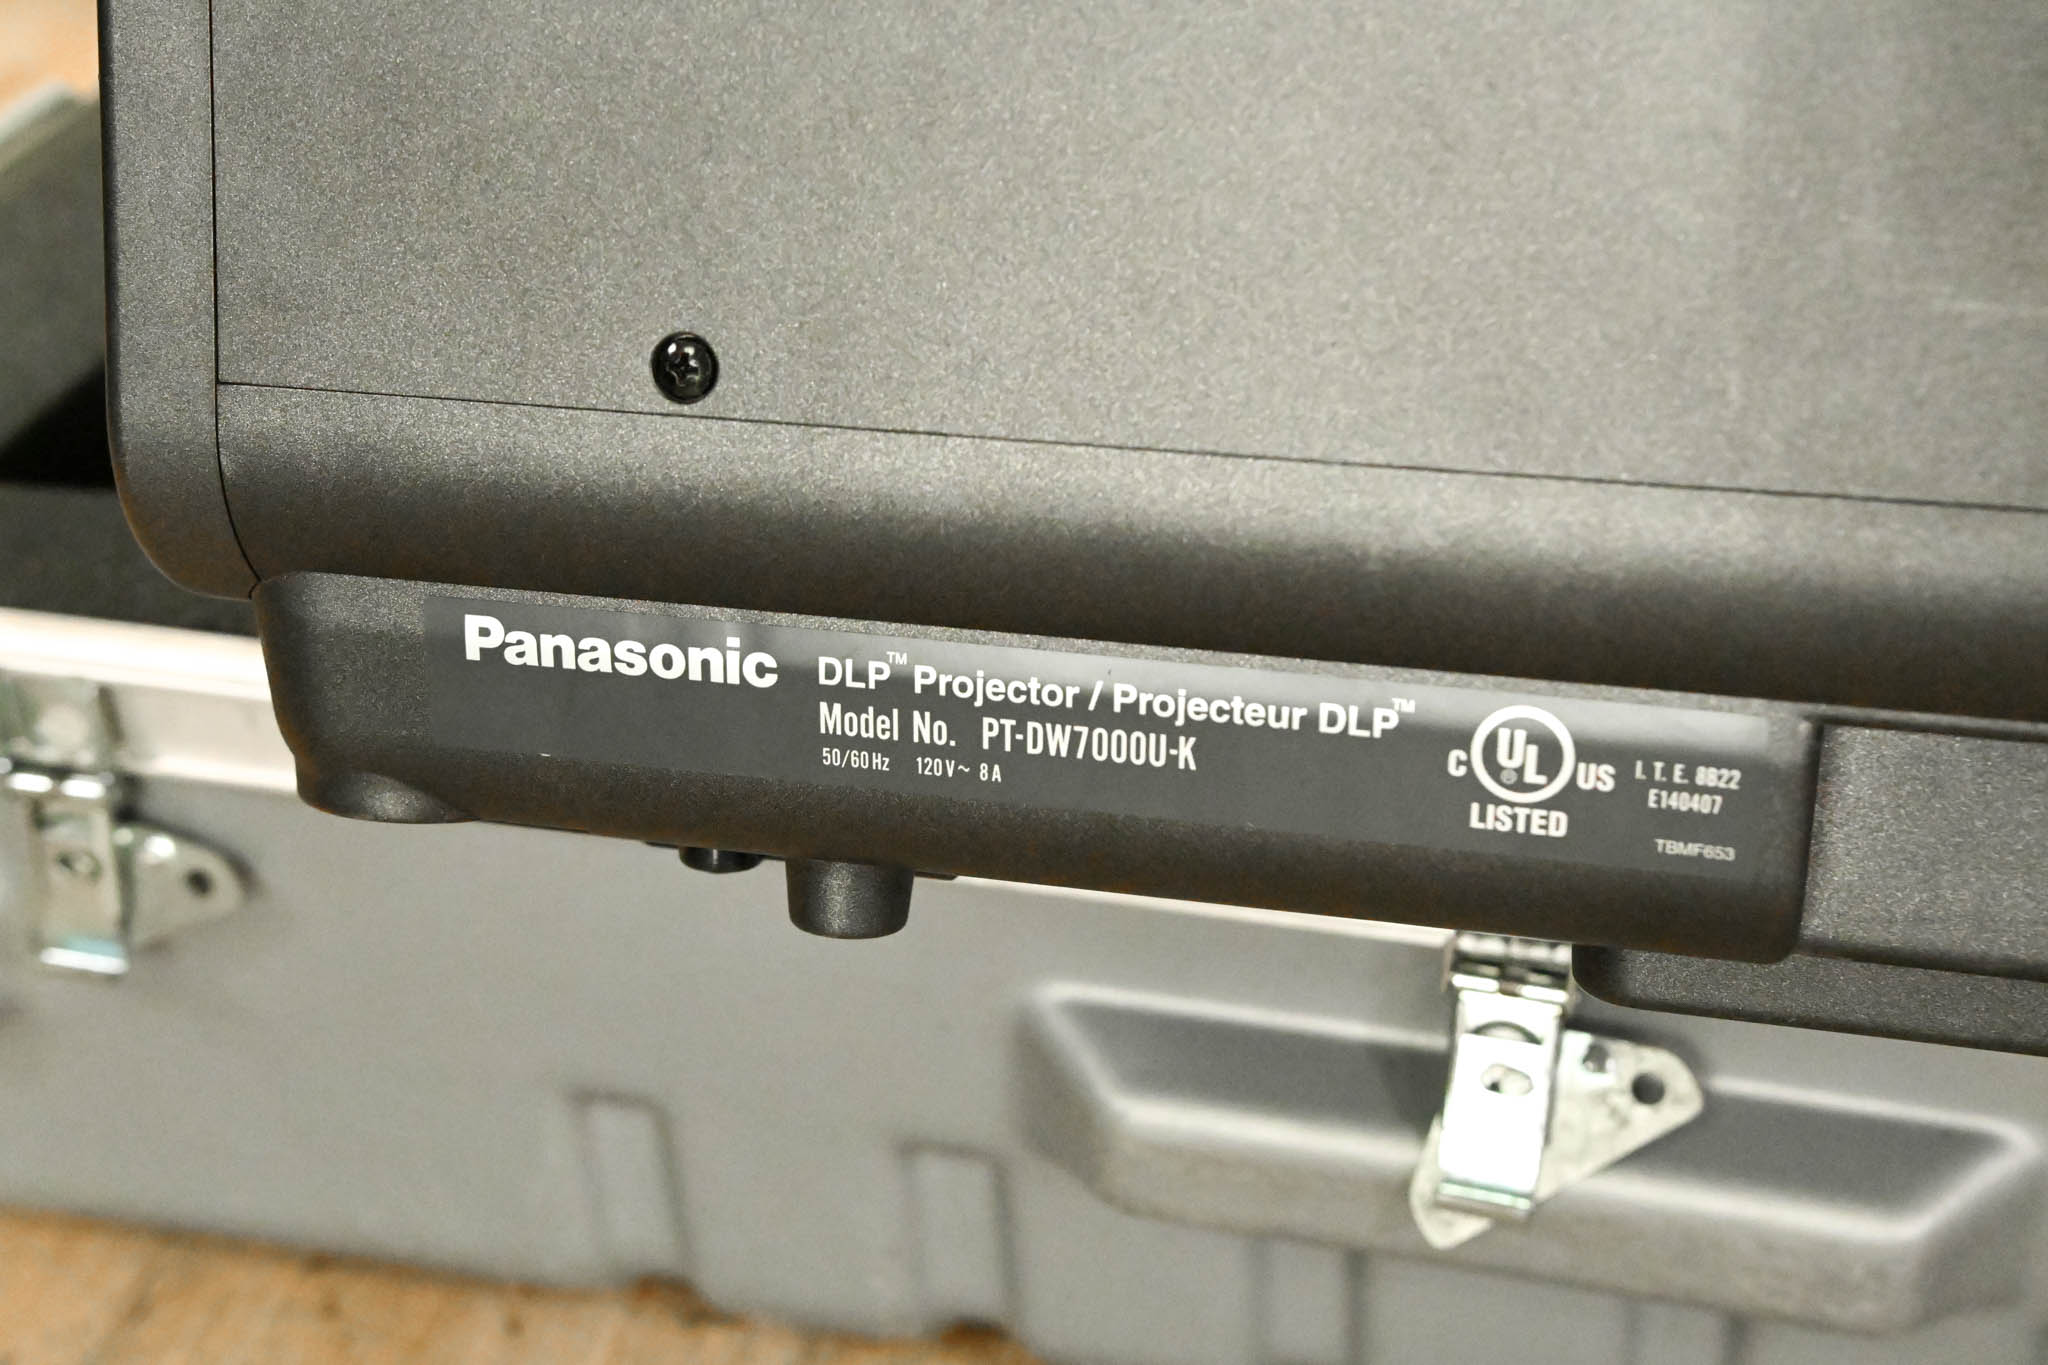 Panasonic
DLP™ Projector / Projecteur DLP™
Model No. PT-DW7000U-K
50/60Hz 120V~ 8A
C UL® US
LISTED
I.T.E. 8B22
E140407
TBMF653